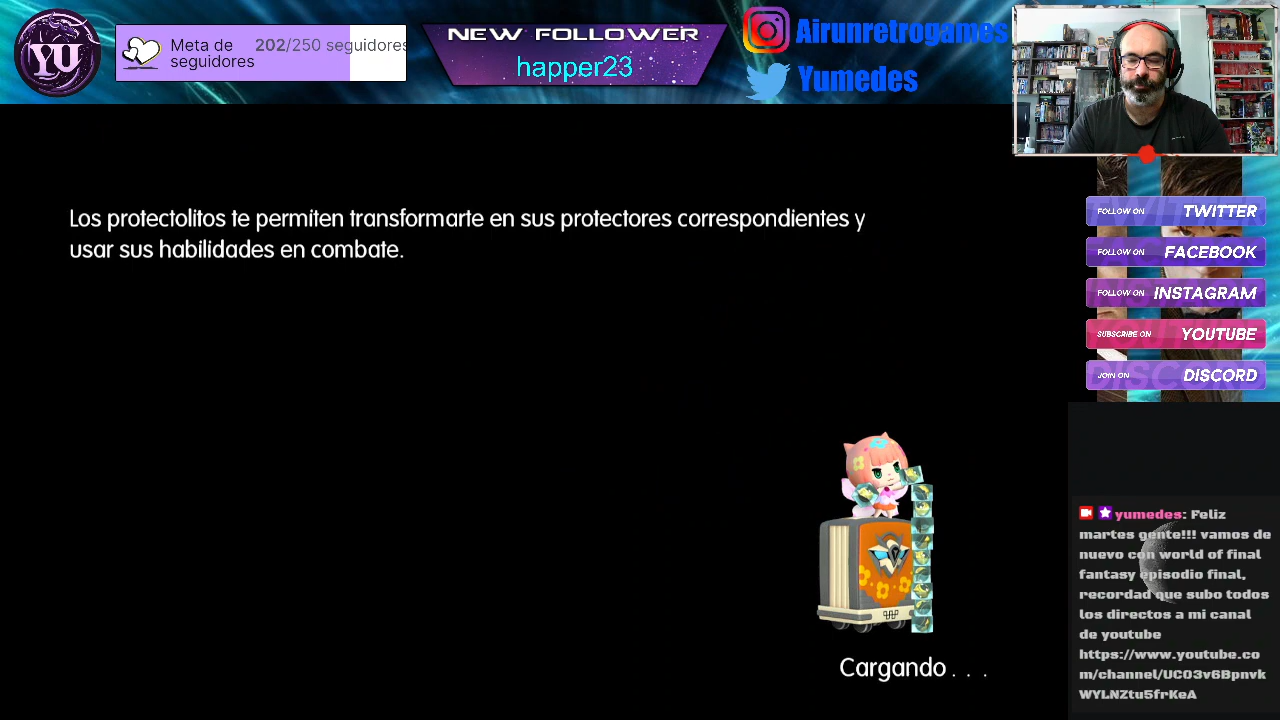 YU
Meta de
seguidores
202/250 seguidores
NEW FOLLOWER
happer23
Airunretrogames
Yumedes
Los protectolitos te permiten transformarte en sus protectores correspondientes y
usar sus habilidades en combate.
FOLLOW ON TWITTER
FOLLOW ON FACEBOOK
FOLLOW ON INSTAGRAM
SUBSCRIBE ON YOUTUBE
JOIN ON DISCORD
yumedes: Feliz
martes gente!!! vamos de
nuevo con world of final
fantasy episodio final,
recordad que subo todos
los directos a mi canal
de youtube
https://www.youtube.co
m/channel/UC03v6Bpnvk
WYLNZtu5frKeA
Cargando . . .